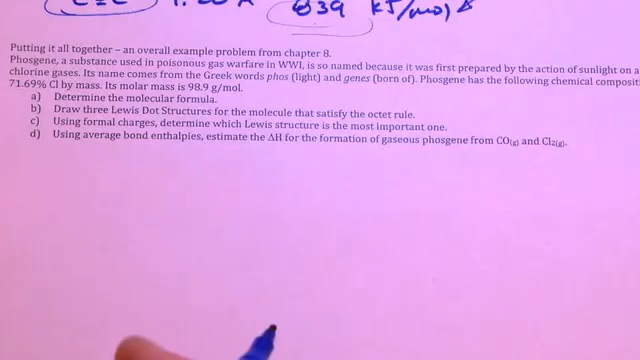 C≡C 1.20 Å 839 kJ/mol
Putting it all together – an overall example problem from chapter 8.
Phosgene, a substance used in poisonous gas warfare in WWI, is so named because it was first prepared by the action of sunlight on a
chlorine gases. Its name comes from the Greek words phos (light) and genes (born of). Phosgene has the following chemical compositi
71.69% Cl by mass. Its molar mass is 98.9 g/mol.
a) Determine the molecular formula.
b) Draw three Lewis Dot Structures for the molecule that satisfy the octet rule.
c) Using formal charges, determine which Lewis structure is the most important one.
d) Using average bond enthalpies, estimate the ΔH for the formation of gaseous phosgene from CO(g) and Cl2(g).